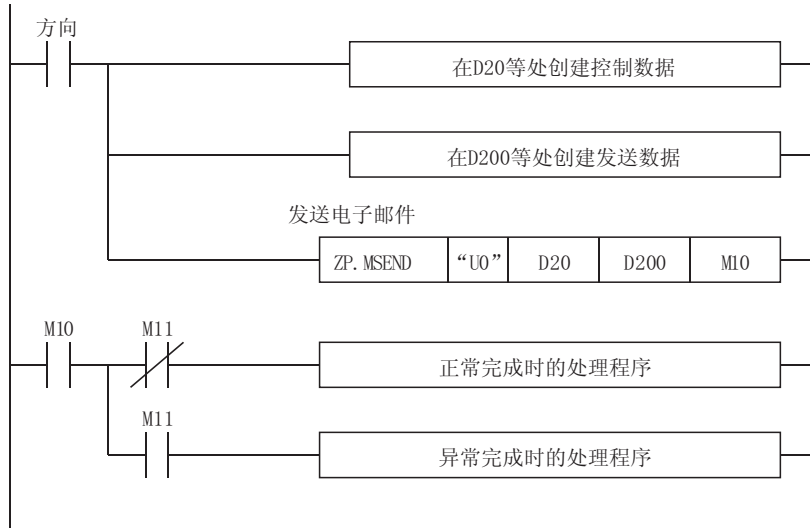 方向
在D20等处创建控制数据
在D200等处创建发送数据
发送电子邮件
ZP.MSEND “U0” D20 D200 M10
M10 M11
正常完成时的处理程序
M11
异常完成时的处理程序